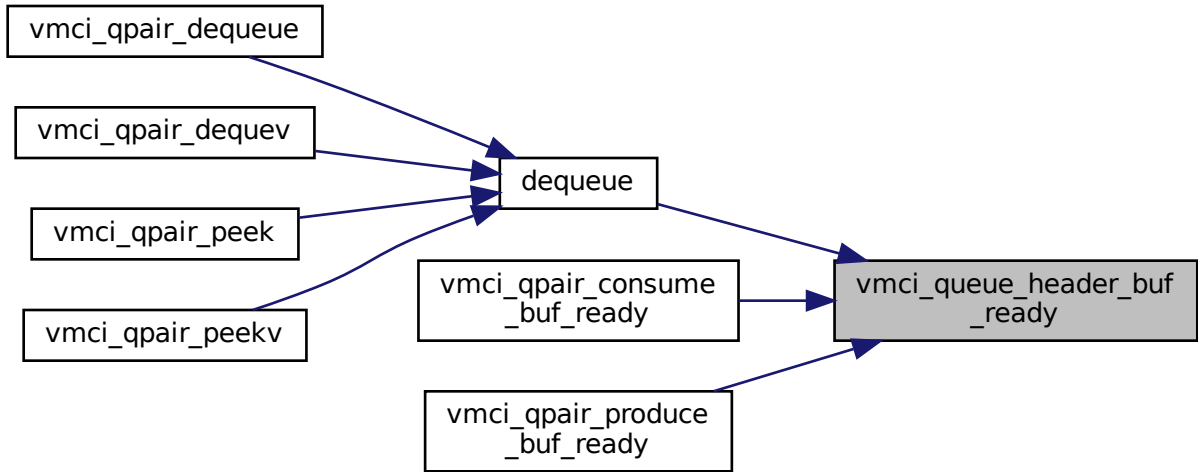 vmci_qpair_dequeue
vmci_qpair_dequev
vmci_qpair_peek
vmci_qpair_peekv
dequeue
vmci_qpair_consume
_buf_ready
vmci_qpair_produce
_buf_ready
vmci_queue_header_buf
_ready